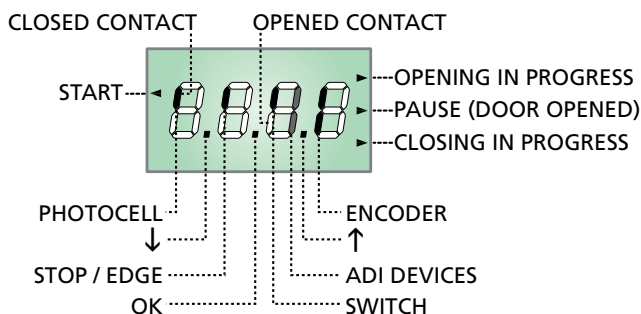 CLOSED CONTACT OPENED CONTACT
START OPENING IN PROGRESS
PAUSE (DOOR OPENED)
CLOSING IN PROGRESS
PHOTOCELL ENCODER
↓ ↑
STOP / EDGE ADI DEVICES
OK SWITCH